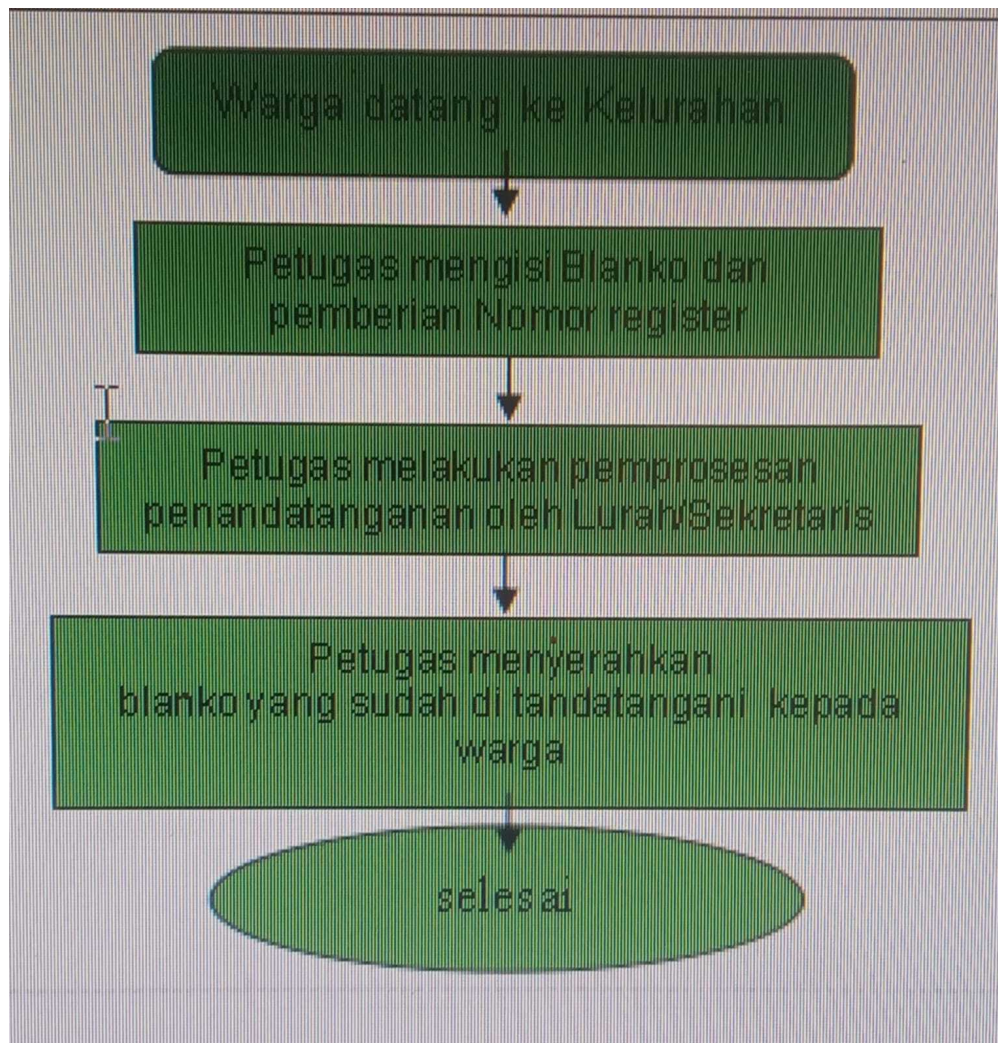 Warga datang ke Kelurahan
Petugas mengisi Blanko dan
pemberian Nomor register
Petugas melakukan pemprosesan
penandatanganan oleh Lurah/Sekretaris
Petugas menyerahkan
blanko yang sudah di tandatangani kepada
warga
selesai